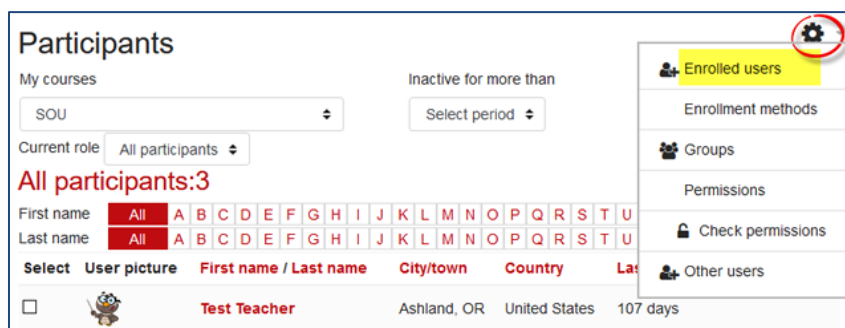 Participants
My courses
Inactive for more than
SOU
Select period
Current role All participants
All participants:3
First name All A B C D E F G H I J K L M N O P Q R S T U
Last name All A B C D E F G H I J K L M N O P Q R S T U
Select User picture First name / Last name City/town Country Las
Test Teacher Ashland, OR United States 107 days
Enrolled users
Enrollment methods
Groups
Permissions
Check permissions
Other users